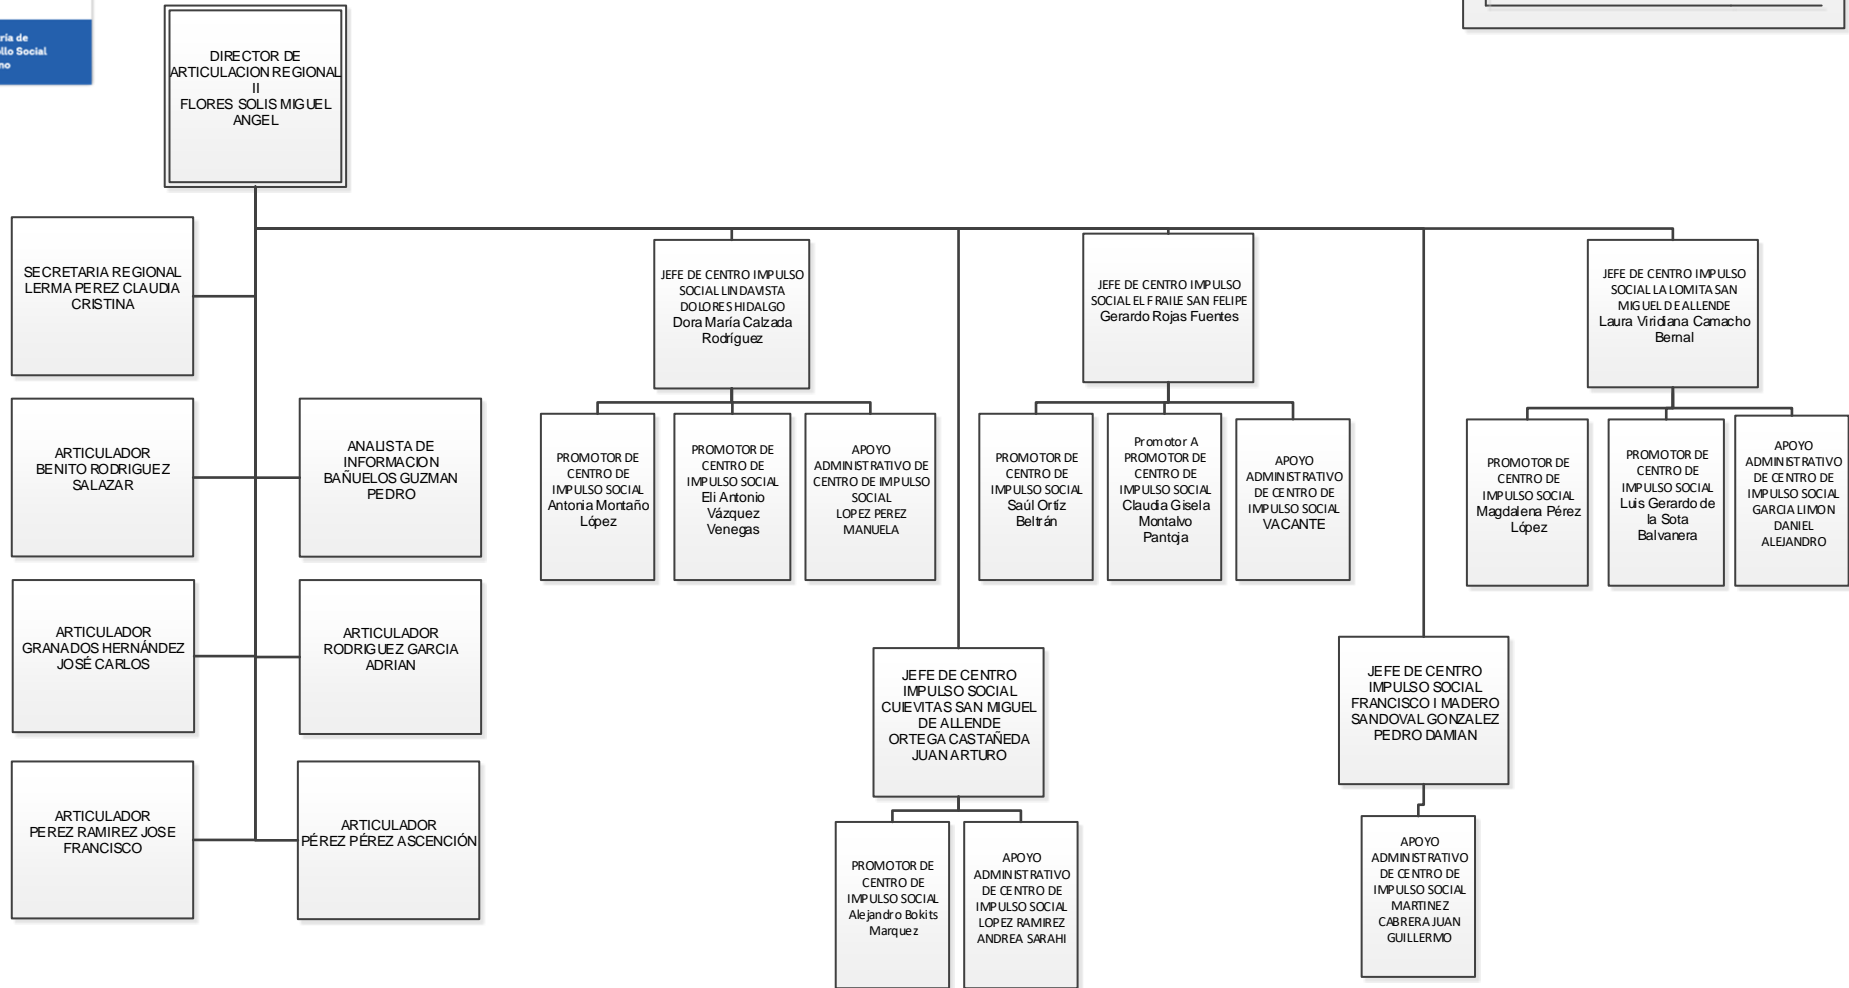 ría de
llo Social
no
DIRECTOR DE
ARTICULACION REGIONAL
II
FLORES SOLIS MIGUEL
ANGEL
SECRETARIA REGIONAL
LERMA PEREZ CLAUDIA
CRISTINA
JEFE DE CENTRO IMPULSO
SOCIAL LINDAVISTA
DOLORES HIDALGO
Dora María Calzada
Rodríguez
JEFE DE CENTRO IMPULSO
SOCIAL EL FRAILE SAN FELIPE
Gerardo Rojas Fuentes
JEFE DE CENTRO IMPULSO
SOCIAL LA LOMITA SAN
MIGUEL DE ALLENDE
Laura Viridiana Camacho
Bernal
ARTICULADOR
BENITO RODRIGUEZ
SALAZAR
ANALISTA DE
INFORMACION
BAÑUELOS GUZMAN
PEDRO
PROMOTOR DE
CENTRO DE
IMPULSO SOCIAL
Antonia Montaño
López
PROMOTOR DE
CENTRO DE
IMPULSO SOCIAL
Eli Antonio
Vázquez
Venegas
APOYO
ADMINISTRATIVO DE
CENTRO DE IMPULSO
SOCIAL
LOPEZ PEREZ
MANUELA
PROMOTOR DE
CENTRO DE
IMPULSO SOCIAL
Saúl Ortíz
Beltrán
Promotor A
PROMOTOR DE
CENTRO DE
IMPULSO SOCIAL
Claudia Gisela
Montalvo
Pantoja
APOYO
ADMINISTRATIVO
DE CENTRO DE
IMPULSO SOCIAL
VACANTE
PROMOTOR DE
CENTRO DE
IMPULSO SOCIAL
Magdalena Pérez
López
PROMOTOR DE
CENTRO DE
IMPULSO SOCIAL
Luis Gerardo de
la Sota
Balvanera
APOYO
ADMINISTRATIVO
DE CENTRO DE
IMPULSO SOCIAL
GARCIA LIMON
DANIEL
ALEJANDRO
ARTICULADOR
GRANADOS HERNÁNDEZ
JOSÉ CARLOS
ARTICULADOR
RODRIGUEZ GARCIA
ADRIAN
JEFE DE CENTRO
IMPULSO SOCIAL
CUIEVITAS SAN MIGUEL
DE ALLENDE
ORTEGA CASTAÑEDA
JUAN ARTURO
JEFE DE CENTRO
IMPULSO SOCIAL
FRANCISCO I MADERO
SANDOVAL GONZALEZ
PEDRO DAMIAN
ARTICULADOR
PEREZ RAMIREZ JOSE
FRANCISCO
ARTICULADOR
PÉREZ PÉREZ ASCENCIÓN
PROMOTOR DE
CENTRO DE
IMPULSO SOCIAL
Alejandro Bokits
Marquez
APOYO
ADMINISTRATIVO
DE CENTRO DE
IMPULSO SOCIAL
LOPEZ RAMIREZ
ANDREA SARAHI
APOYO
ADMINISTRATIVO
DE CENTRO DE
IMPULSO SOCIAL
MARTINEZ
CABRERA JUAN
GUILLERMO